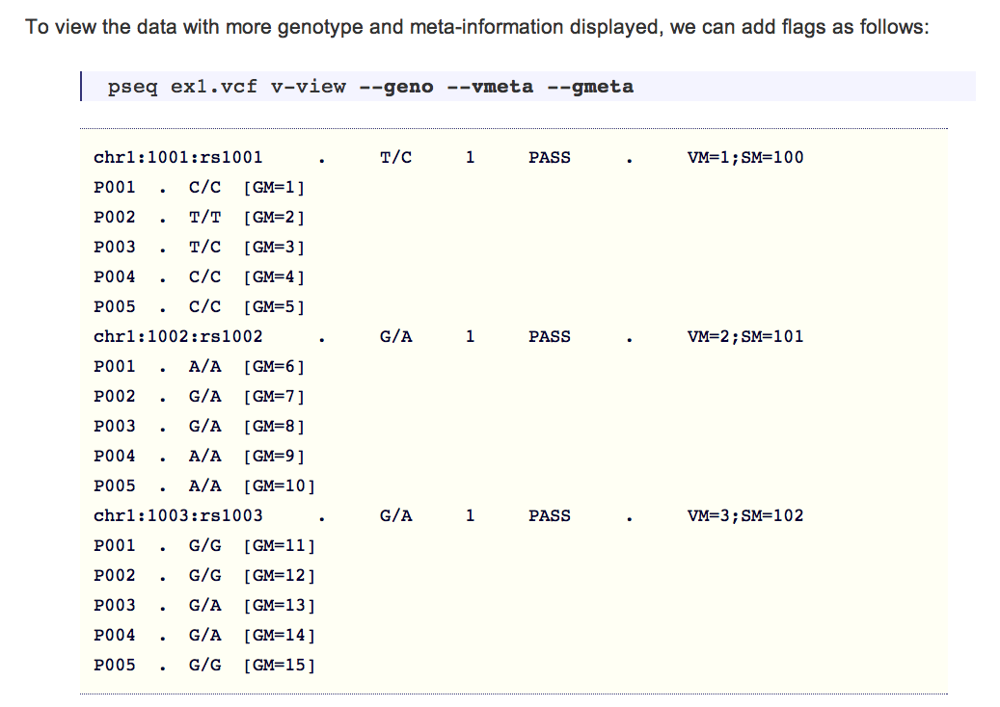 To view the data with more genotype and meta-information displayed, we can add flags as follows:
pseq ex1.vcf v-view --geno --vmeta --gmeta
chr1:1001:rs1001 . T/C 1 PASS . VM=1;SM=100
P001 . C/C [GM=1]
P002 . T/T [GM=2]
P003 . T/C [GM=3]
P004 . C/C [GM=4]
P005 . C/C [GM=5]
chr1:1002:rs1002 . G/A 1 PASS . VM=2;SM=101
P001 . A/A [GM=6]
P002 . G/A [GM=7]
P003 . G/A [GM=8]
P004 . A/A [GM=9]
P005 . A/A [GM=10]
chr1:1003:rs1003 . G/A 1 PASS . VM=3;SM=102
P001 . G/G [GM=11]
P002 . G/G [GM=12]
P003 . G/A [GM=13]
P004 . G/A [GM=14]
P005 . G/G [GM=15]